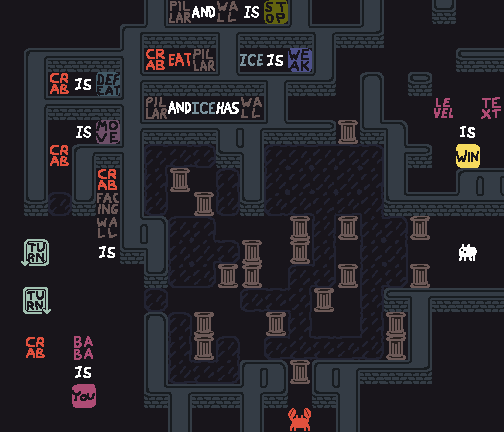 PILLAR AND WALL IS STOP
CRAB EAT PILLAR
ICE IS WEAK
CRAB IS DEFEAT
PILLAR AND ICE HAS WALL
LEVEL TEXT
IS MOVE
IS
CRAB
WIN
CRAB
FACING
WALL
IS
TURN
TURN
CRAB BABA
IS
YOU